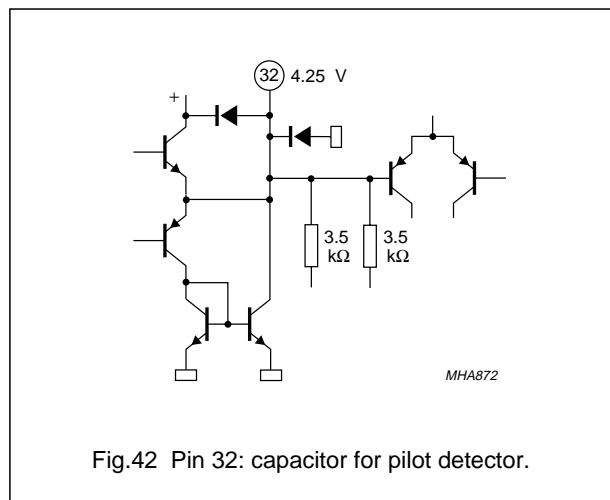 32 4.25 V
+
3.5 kΩ
3.5 kΩ
MHA872
Fig.42 Pin 32: capacitor for pilot detector.